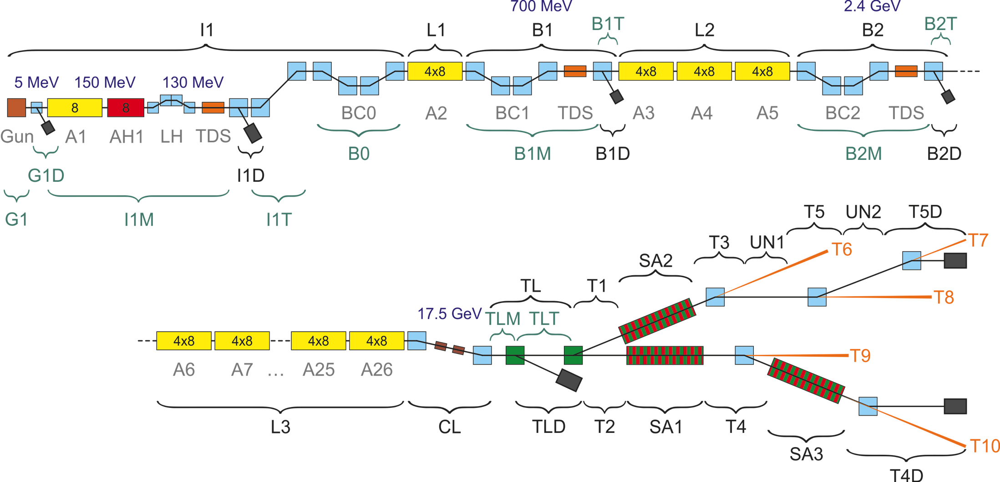 700 MeV
2.4 GeV
I1
L1
B1
B1T
L2
B2
B2T
5 MeV
150 MeV
130 MeV
4x8
4x8
4x8
4x8
8
8
Gun
A1
AH1
LH
TDS
BC0
A2
BC1
TDS
A3
A4
A5
BC2
TDS
B0
B1M
B1D
B2M
B2D
G1D
I1D
G1
I1M
I1T
T5
UN2
T5D
T3
UN1
T7
T6
SA2
TL
T1
T8
17.5 GeV
TLM
TLT
4x8
4x8
4x8
4x8
T9
A6
A7
...
A25
A26
L3
CL
TLD
T2
SA1
T4
T10
SA3
T4D